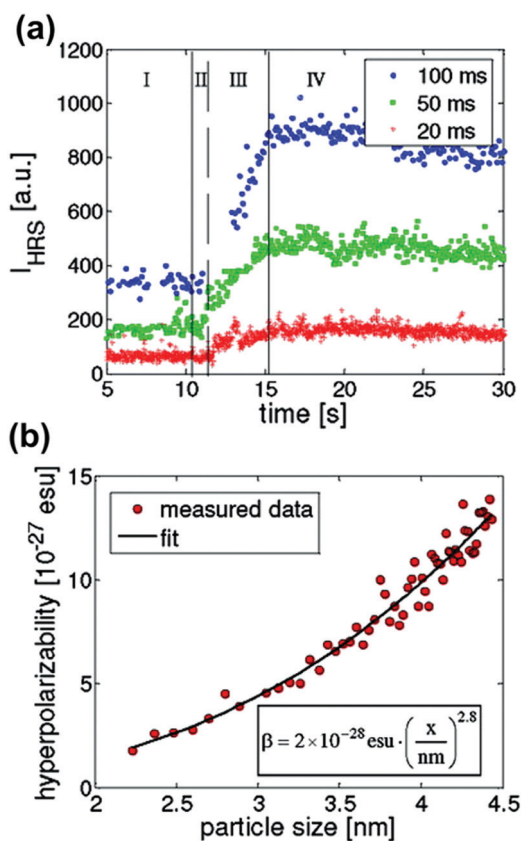 (a)
1200
1000
800
600
400
200
0
I_HRS [a.u.]
I II III IV
100 ms
50 ms
20 ms
5 10 15 20 25 30
time [s]
(b)
15
10
5
0
hyperpolarizability [10⁻²⁷ esu]
measured data
fit
β = 2×10⁻²⁸ esu · (x/nm)^2.8
2 2.5 3 3.5 4 4.5
particle size [nm]